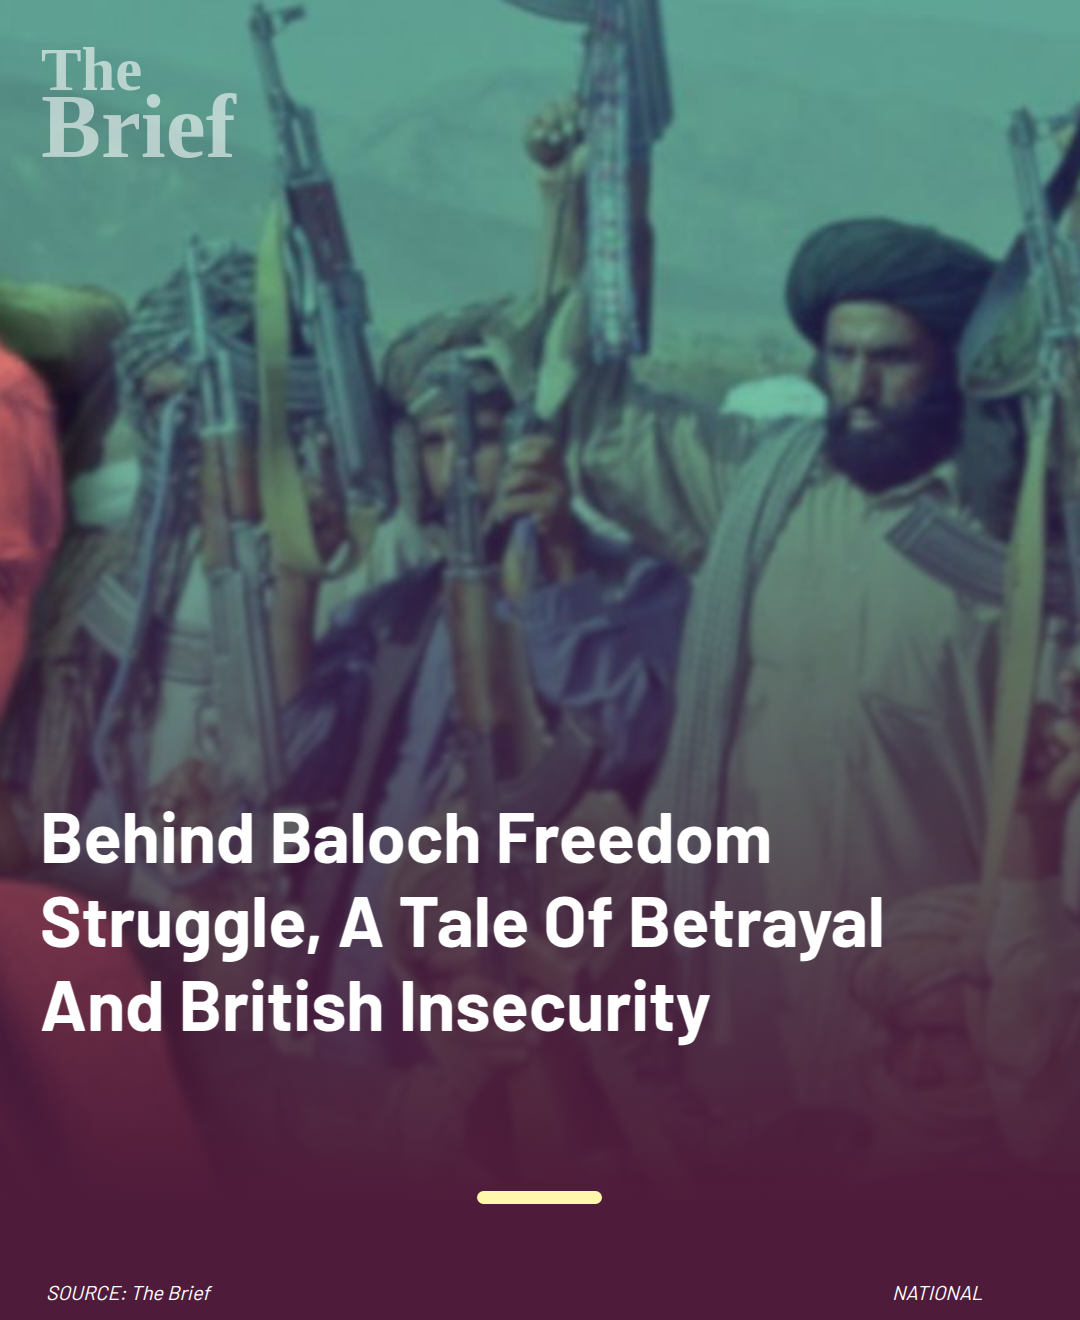 The
Brief
Behind Baloch Freedom
Struggle, A Tale Of Betrayal
And British Insecurity
SOURCE: The Brief
NATIONAL